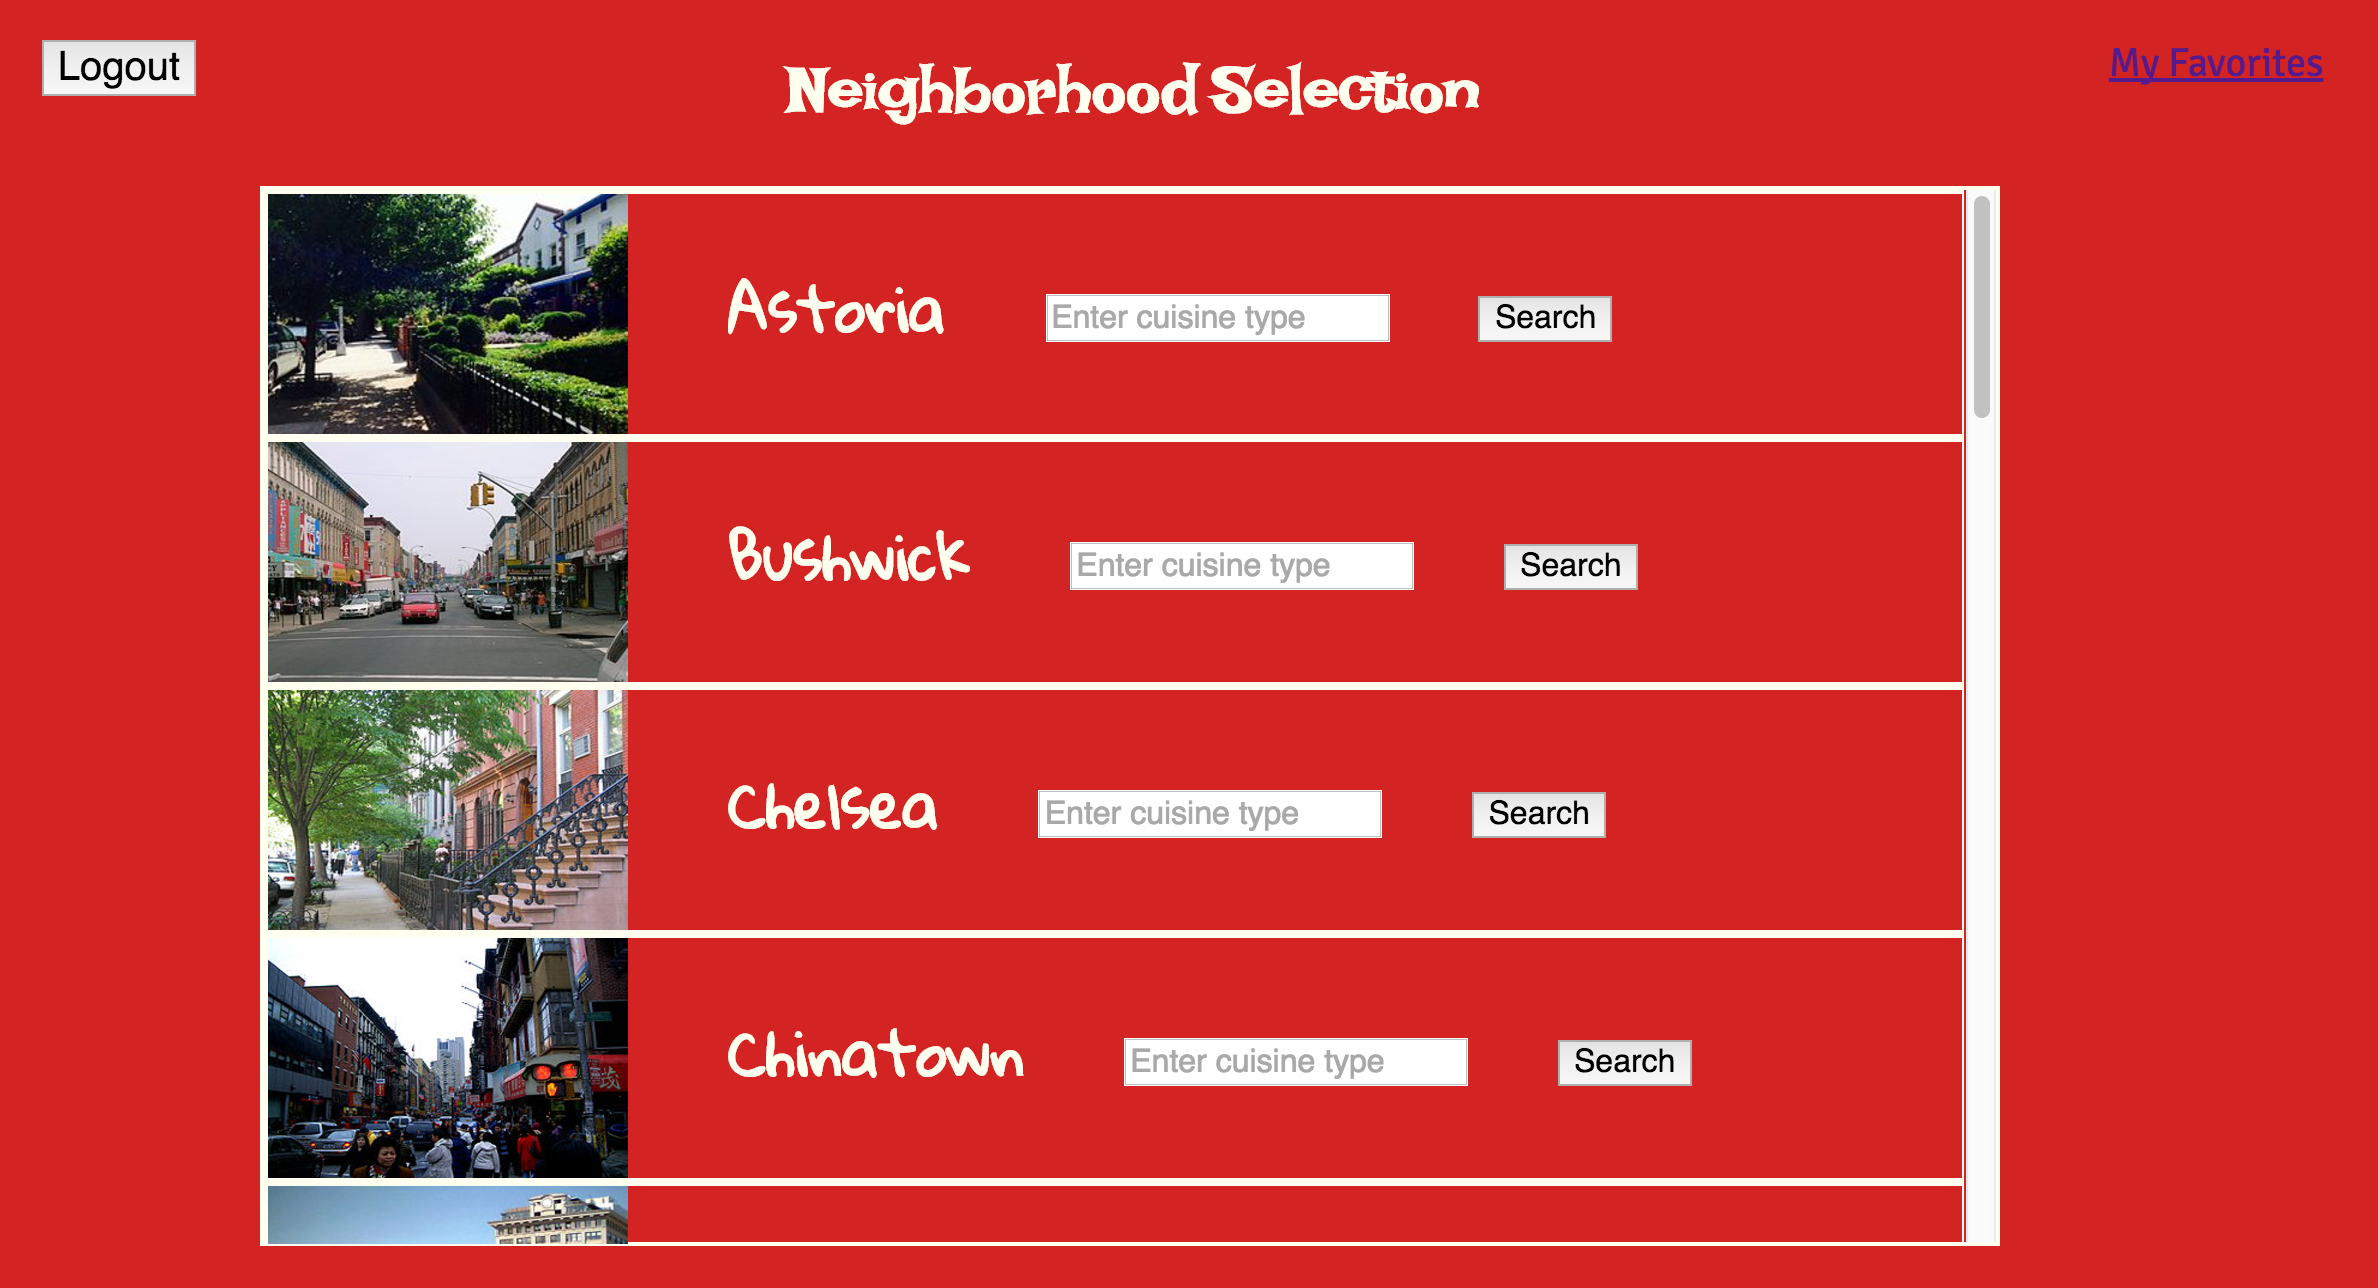 Logout
Neighborhood Selection
My Favorites
Astoria
Enter cuisine type
Search
Bushwick
Enter cuisine type
Search
Chelsea
Enter cuisine type
Search
Chinatown
Enter cuisine type
Search